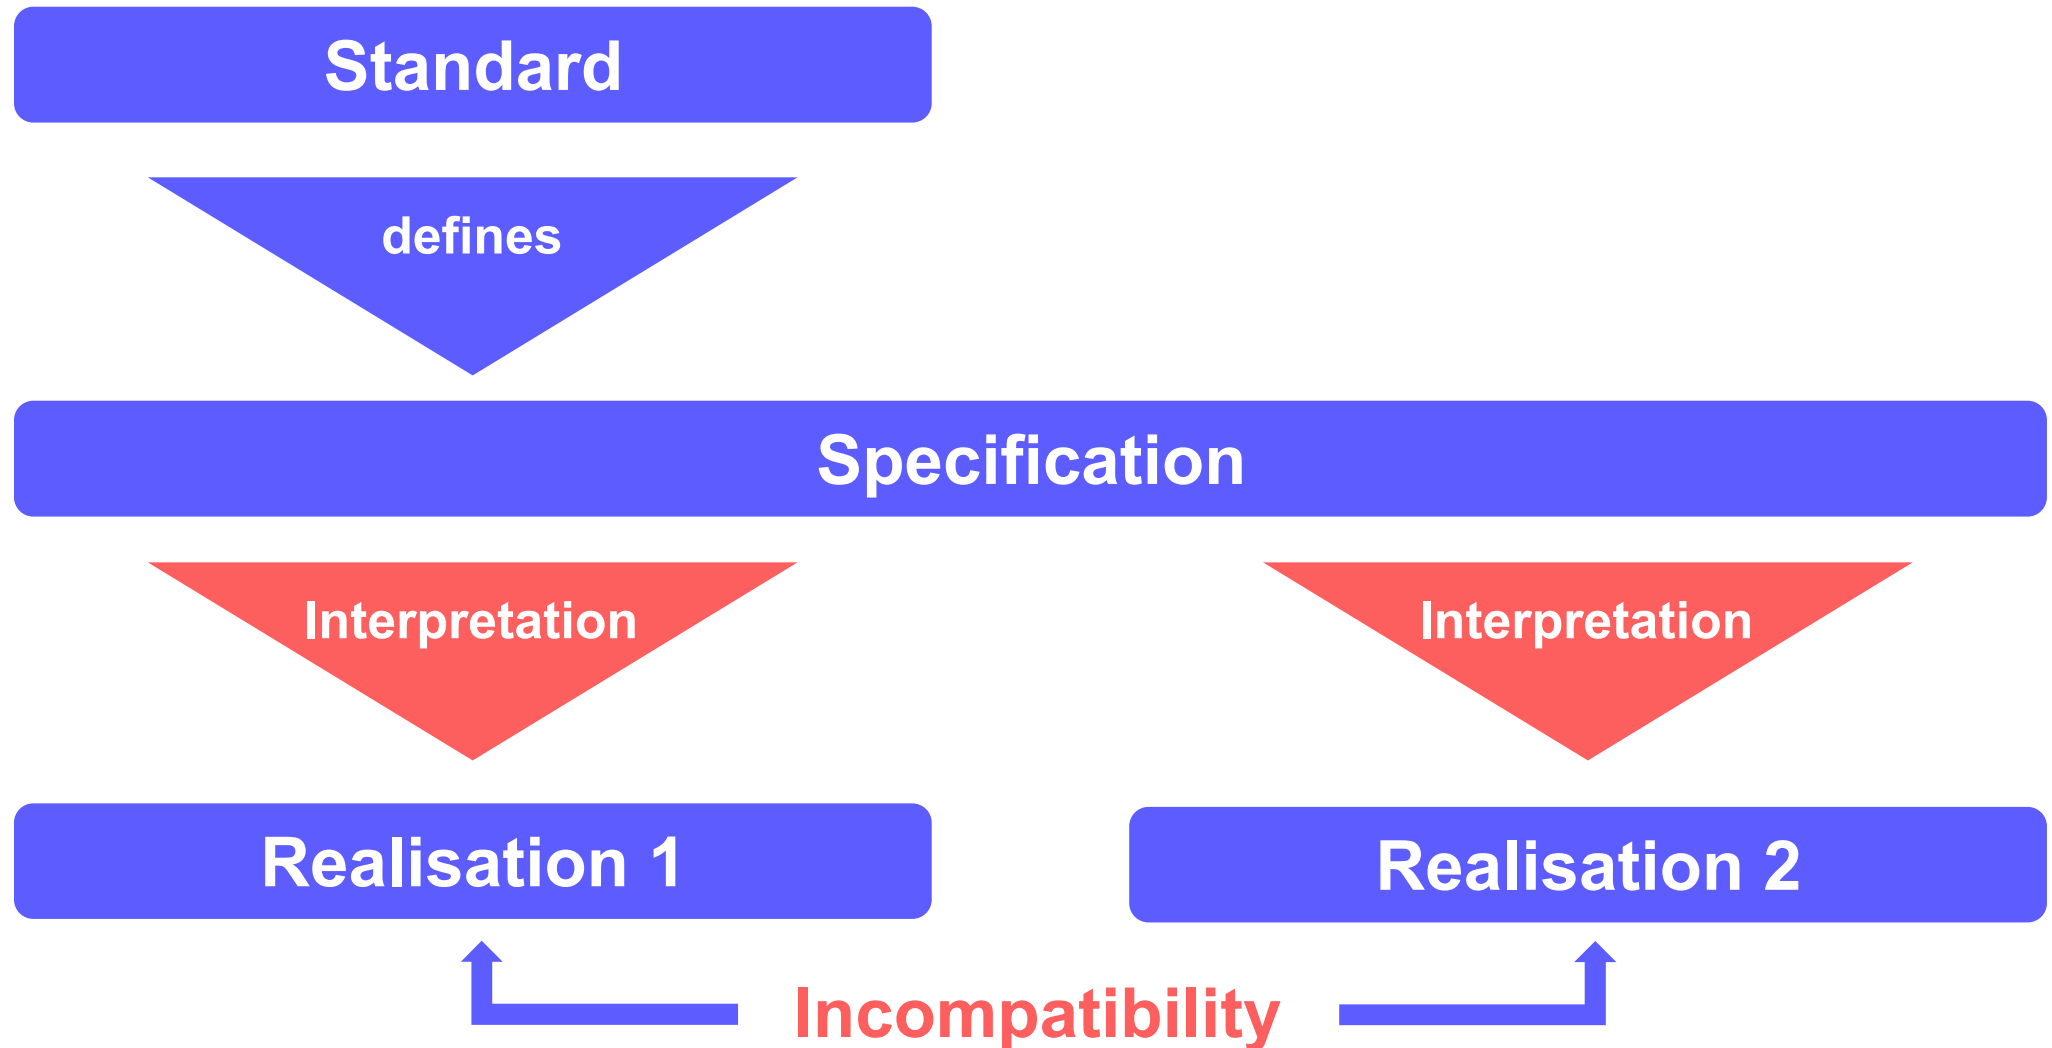 Standard
defines
Specification
Interpretation
Interpretation
Realisation 1
Realisation 2
Incompatibility